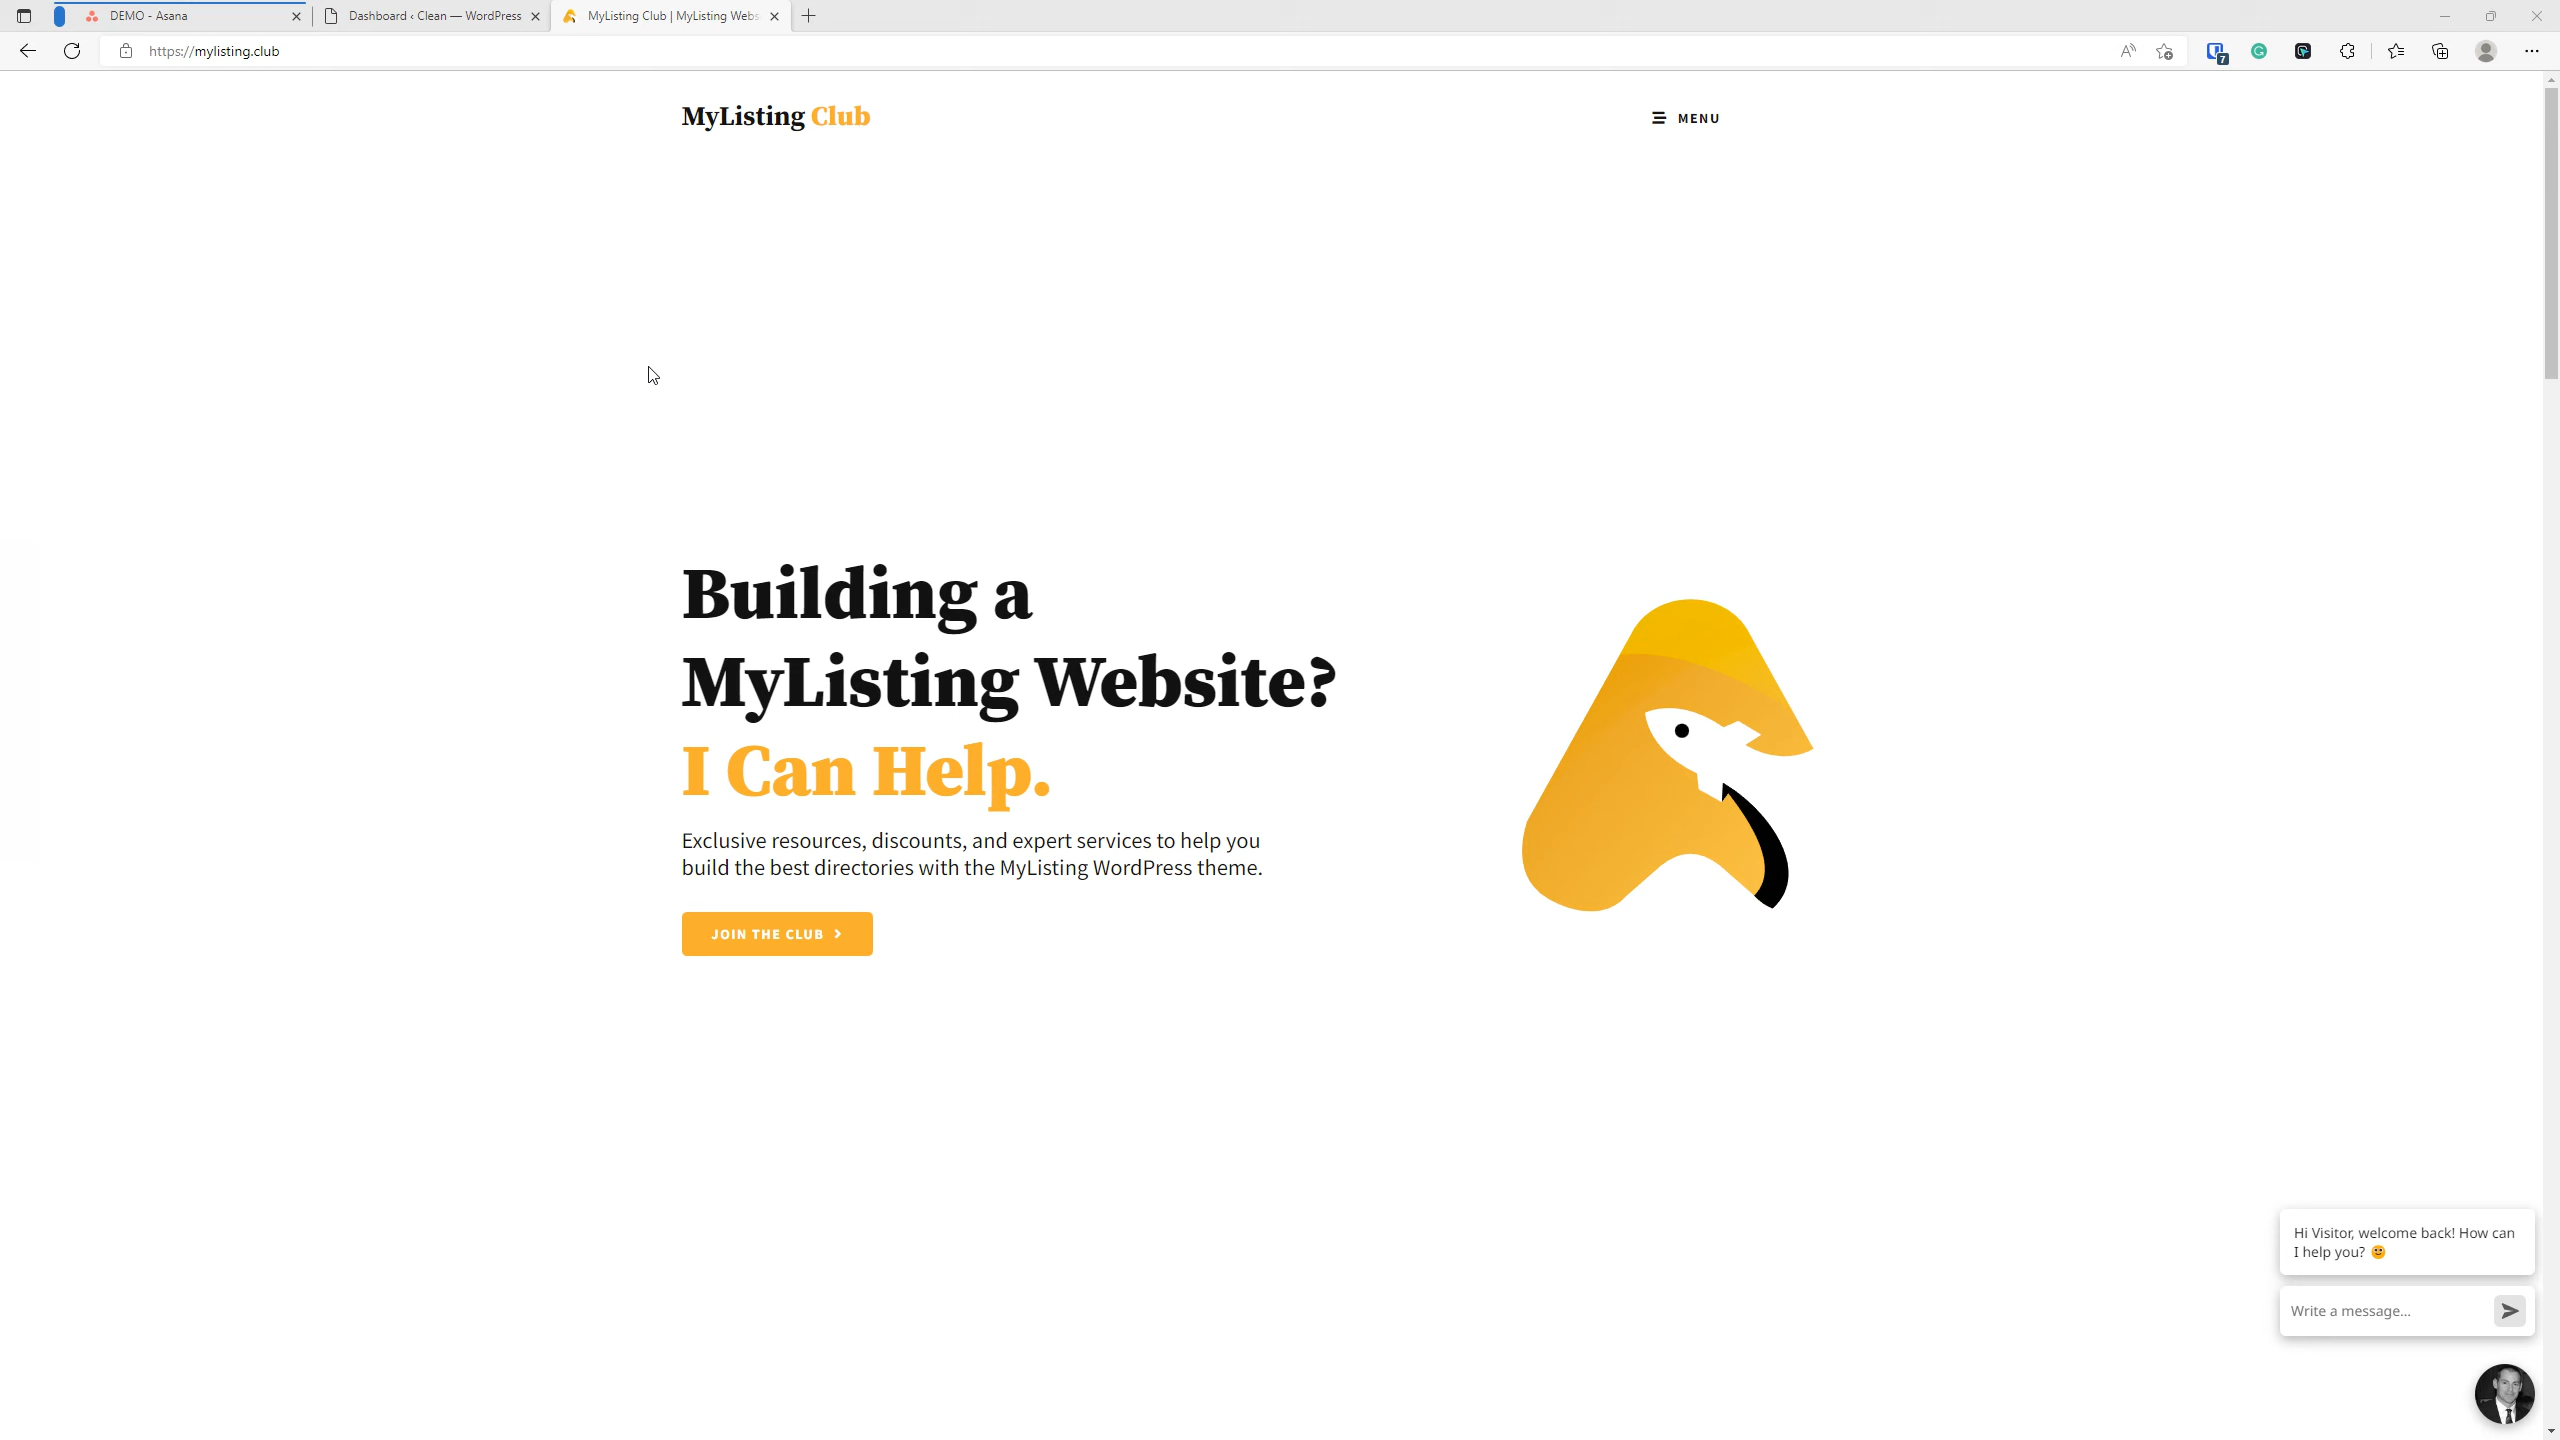 DEMO - Asana
Dashboard ‹ Clean — WordPress
MyListing Club | MyListing Webs
https://mylisting.club
7
MyListing Club
MENU
Building a
MyListing Website?
I Can Help.
Exclusive resources, discounts, and expert services to help you
build the best directories with the MyListing WordPress theme.
JOIN THE CLUB
Hi Visitor, welcome back! How can
I help you? 🙂
Write a message...